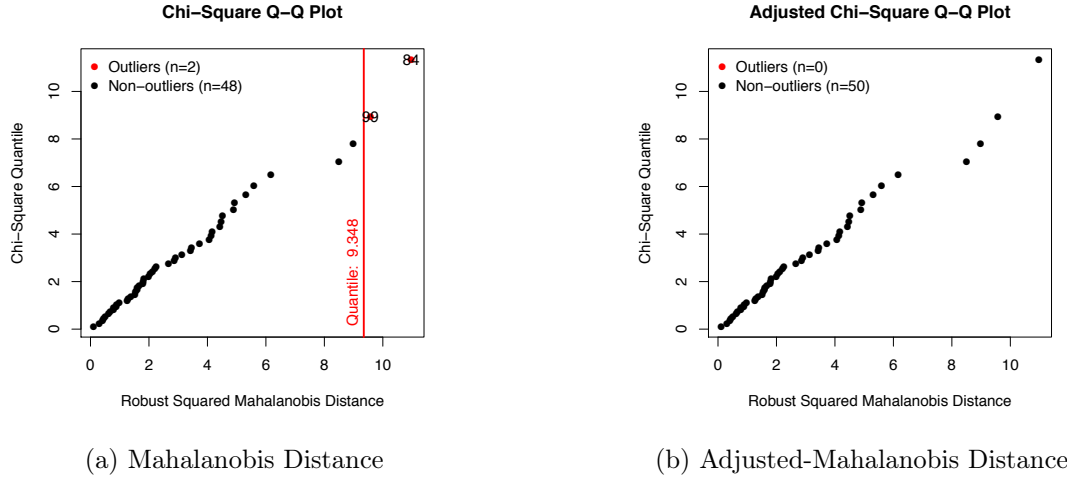 Chi−Square Q−Q Plot
Outliers (n=2)
Non−outliers (n=48)
84
99
Quantile: 9.348
Chi−Square Quantile
0
2
4
6
8
10
0 2 4 6 8 10
Robust Squared Mahalanobis Distance
(a) Mahalanobis Distance
Adjusted Chi−Square Q−Q Plot
Outliers (n=0)
Non−outliers (n=50)
Chi−Square Quantile
0
2
4
6
8
10
0 2 4 6 8 10
Robust Squared Mahalanobis Distance
(b) Adjusted-Mahalanobis Distance